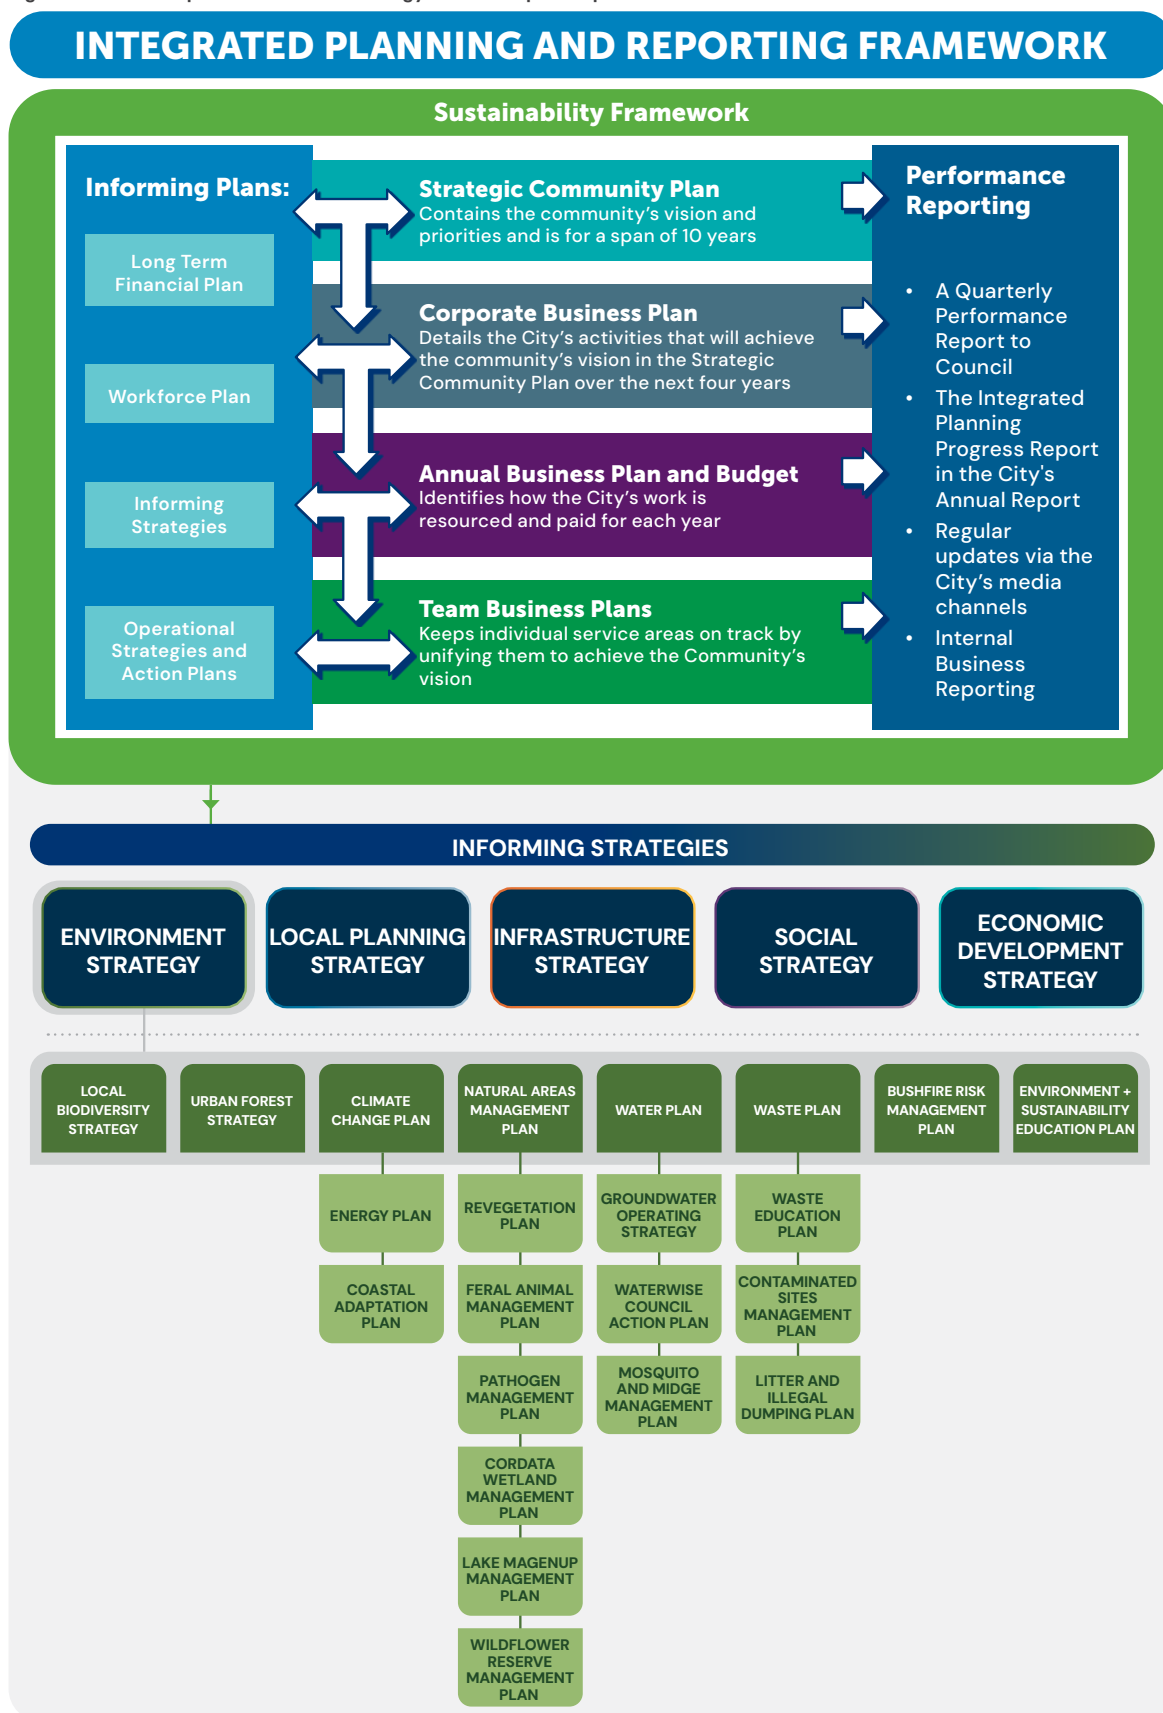 INTEGRATED PLANNING AND REPORTING FRAMEWORK
Sustainability Framework
Informing Plans:
Long Term
Financial Plan
Workforce Plan
Informing
Strategies
Operational
Strategies and
Action Plans
Strategic Community Plan
Contains the community’s vision and
priorities and is for a span of 10 years
Corporate Business Plan
Details the City’s activities that will achieve
the community’s vision in the Strategic
Community Plan over the next four years
Annual Business Plan and Budget
Identifies how the City’s work is
resourced and paid for each year
Team Business Plans
Keeps individual service areas on track by
unifying them to achieve the Community’s
vision
Performance
Reporting
• A Quarterly
Performance
Report to
Council
• The Integrated
Planning
Progress Report
in the City's
Annual Report
• Regular
updates via the
City’s media
channels
• Internal
Business
Reporting
INFORMING STRATEGIES
ENVIRONMENT
STRATEGY
LOCAL PLANNING
STRATEGY
INFRASTRUCTURE
STRATEGY
SOCIAL
STRATEGY
ECONOMIC
DEVELOPMENT
STRATEGY
LOCAL
BIODIVERSITY
STRATEGY
URBAN FOREST
STRATEGY
CLIMATE
CHANGE PLAN
NATURAL AREAS
MANAGEMENT
PLAN
WATER PLAN
WASTE PLAN
BUSHFIRE RISK
MANAGEMENT
PLAN
ENVIRONMENT +
SUSTAINABILITY
EDUCATION PLAN
ENERGY PLAN
COASTAL
ADAPTATION
PLAN
REVEGETATION
PLAN
FERAL ANIMAL
MANAGEMENT
PLAN
PATHOGEN
MANAGEMENT
PLAN
CORDATA
WETLAND
MANAGEMENT
PLAN
LAKE MAGENUP
MANAGEMENT
PLAN
WILDFLOWER
RESERVE
MANAGEMENT
PLAN
GROUNDWATER
OPERATING
STRATEGY
WATERWISE
COUNCIL
ACTION PLAN
MOSQUITO
AND MIDGE
MANAGEMENT
PLAN
WASTE
EDUCATION
PLAN
CONTAMINATED
SITES
MANAGEMENT
PLAN
LITTER AND
ILLEGAL
DUMPING PLAN